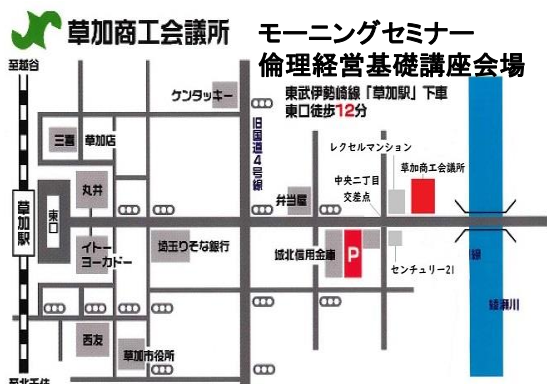 草加商工会議所
モーニングセミナー
倫理経営基礎講座会場
至越谷
ケンタッキー
東武伊勢崎線「草加駅」下車
東口徒歩12分
旧国道4号線
三喜
草加店
レクセルマンション
草加商工会議所
中央二丁目
交差点
丸井
弁当屋
草加駅
東口
イトー
ヨーカドー
埼玉りそな銀行
城北信用金庫
P
センチュリー21
線
綾瀬川
西友
草加市役所
至北千住